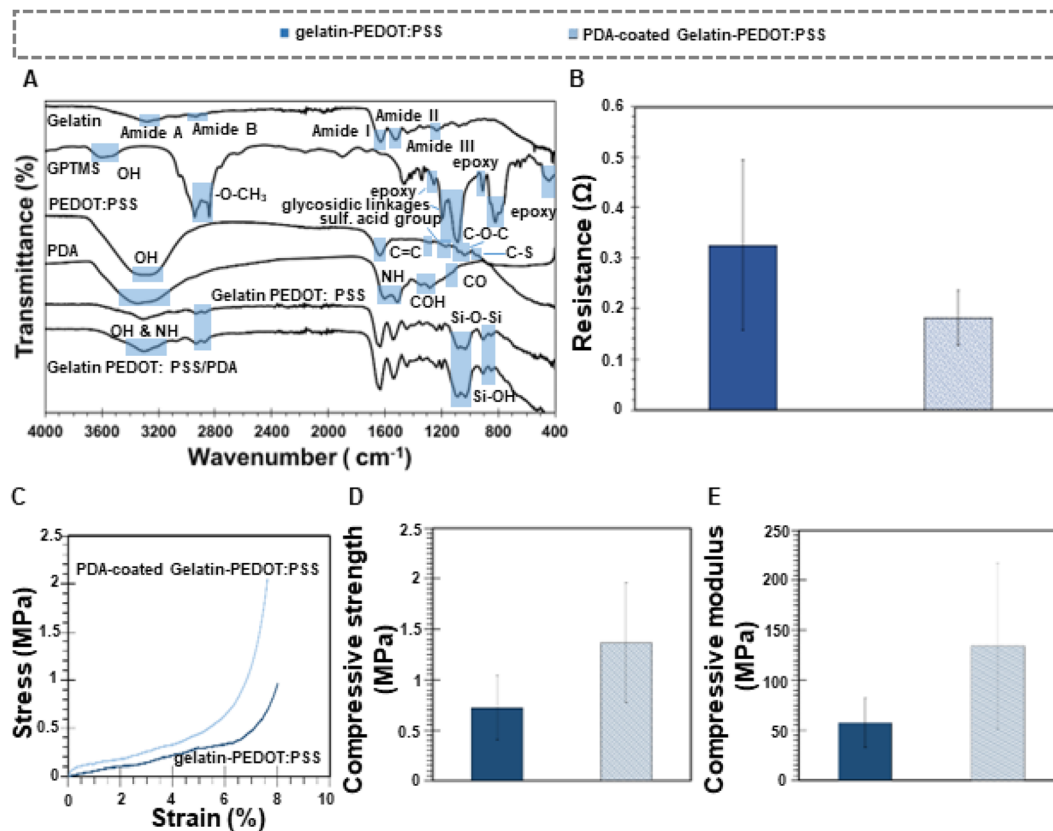 gelatin-PEDOT:PSS
PDA-coated Gelatin-PEDOT:PSS
A
Transmittance (%)
Gelatin
Amide A
Amide B
Amide I
Amide II
Amide III
GPTMS
OH
-O-CH3
epoxy
epoxy
epoxy
glycosidic linkages
sulf. acid group
PEDOT:PSS
OH
C=C
C-O-C
C-S
PDA
NH
COH
CO
Gelatin PEDOT: PSS
OH & NH
Si-O-Si
Gelatin PEDOT: PSS/PDA
Si-OH
4000 3600 3200 2800 2400 2000 1600 1200 800 400
Wavenumber ( cm-1)
B
Resistance (Ω)
0.6
0.5
0.4
0.3
0.2
0.1
0
C
Stress (MPa)
2.5
2
1.5
1
0.5
0
PDA-coated Gelatin-PEDOT:PSS
gelatin-PEDOT:PSS
0 2 4 6 8 10
Strain (%)
D
Compressive strength
(MPa)
2.5
2
1.5
1
0.5
0
E
Compressive modulus
(MPa)
250
200
150
100
50
0